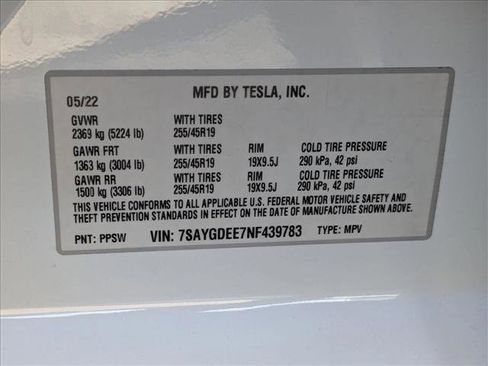 MFD BY TESLA, INC.
05/22
GVWR WITH TIRES
2369 kg (5224 lb) 255/45R19
GAWR FRT WITH TIRES RIM COLD TIRE PRESSURE
1363 kg (3004 lb) 255/45R19 19X9.5J 290 kPa, 42 psi
GAWR RR WITH TIRES RIM COLD TIRE PRESSURE
1500 kg (3306 lb) 255/45R19 19X9.5J 290 kPa, 42 psi
THIS VEHICLE CONFORMS TO ALL APPLICABLE U.S. FEDERAL MOTOR VEHICLE SAFETY AND
THEFT PREVENTION STANDARDS IN EFFECT ON THE DATE OF MANUFACTURE SHOWN ABOVE.
PNT: PPSW VIN: 7SAYGDEE7NF439783 TYPE: MPV